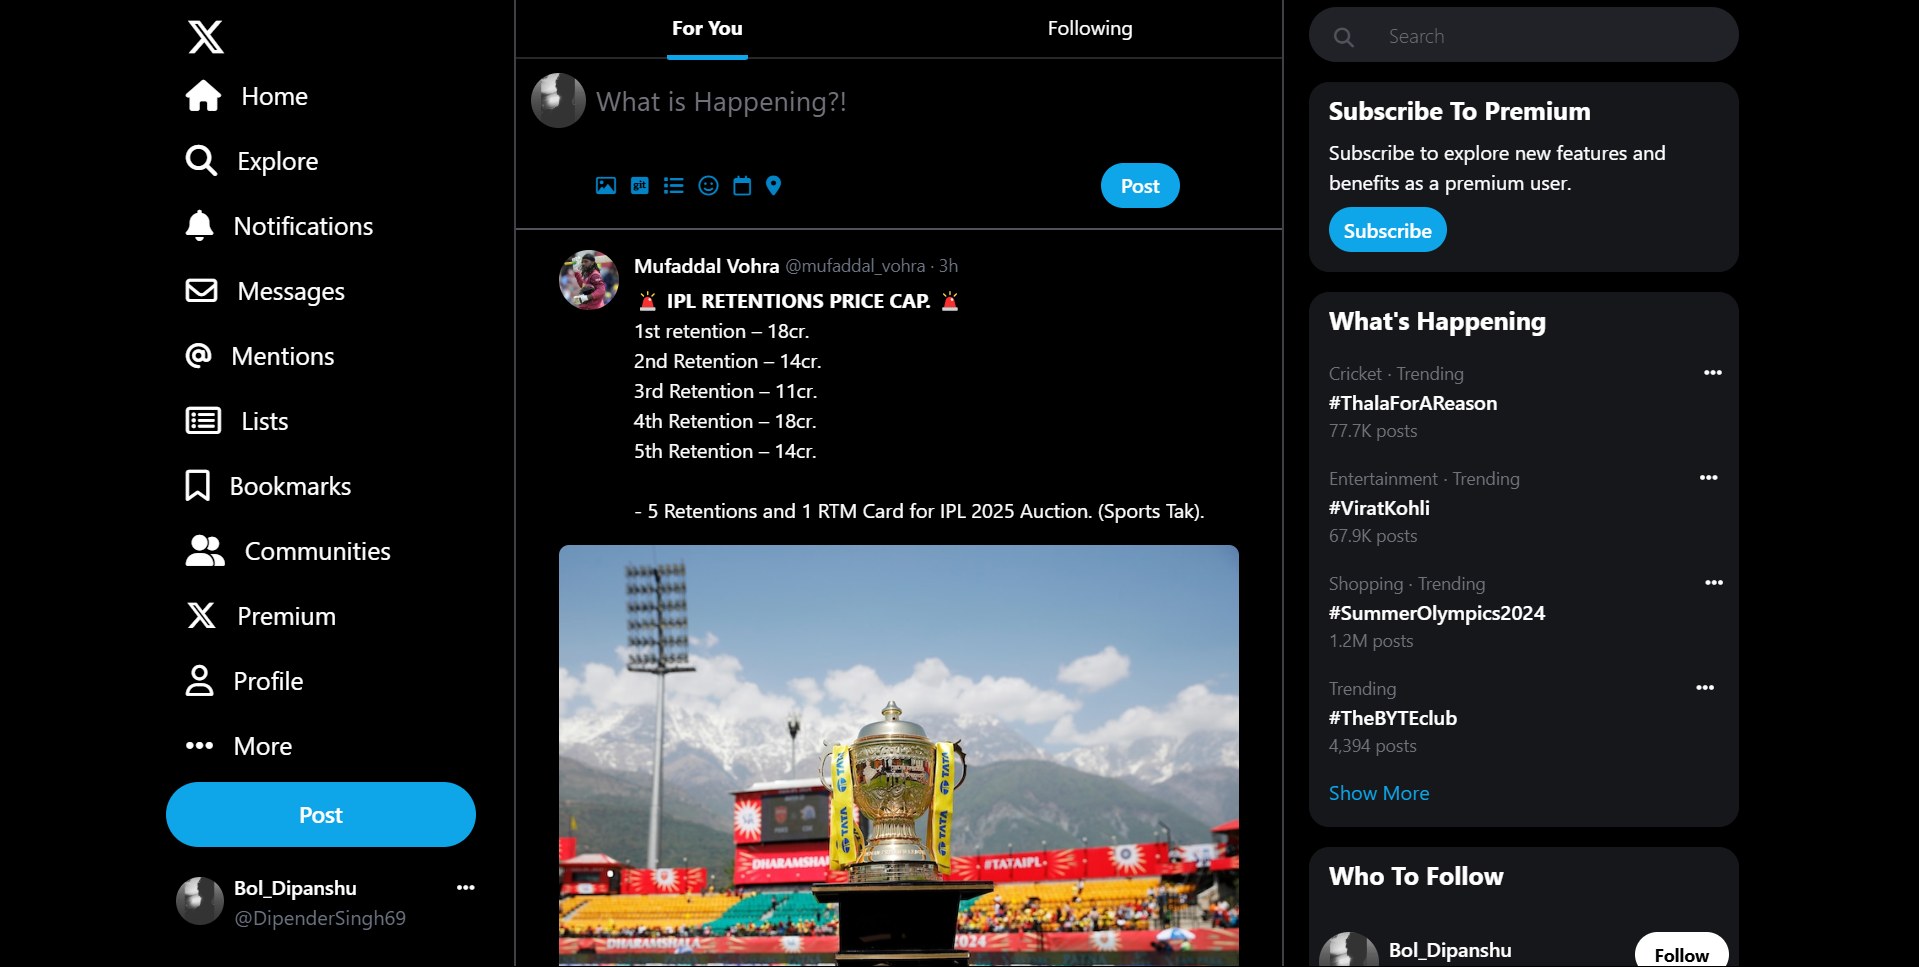 Home
Explore
Notifications
Messages
Mentions
Lists
Bookmarks
Communities
Premium
Profile
More
Post
Bol_Dipanshu
@DipenderSingh69
For You
Following
What is Happening?!
git
Post
Mufaddal Vohra @mufaddal_vohra · 3h
🚨 IPL RETENTIONS PRICE CAP. 🚨
1st retention – 18cr.
2nd Retention – 14cr.
3rd Retention – 11cr.
4th Retention – 18cr.
5th Retention – 14cr.
- 5 Retentions and 1 RTM Card for IPL 2025 Auction. (Sports Tak).
TATA
TATA
DHARAMSHA
#TATAIPL
DHARAMSHALA
2024
Search
Subscribe To Premium
Subscribe to explore new features and
benefits as a premium user.
Subscribe
What's Happening
Cricket · Trending
#ThalaForAReason
77.7K posts
Entertainment · Trending
#ViratKohli
67.9K posts
Shopping · Trending
#SummerOlympics2024
1.2M posts
Trending
#TheBYTEclub
4,394 posts
Show More
Who To Follow
Bol_Dipanshu
Follow